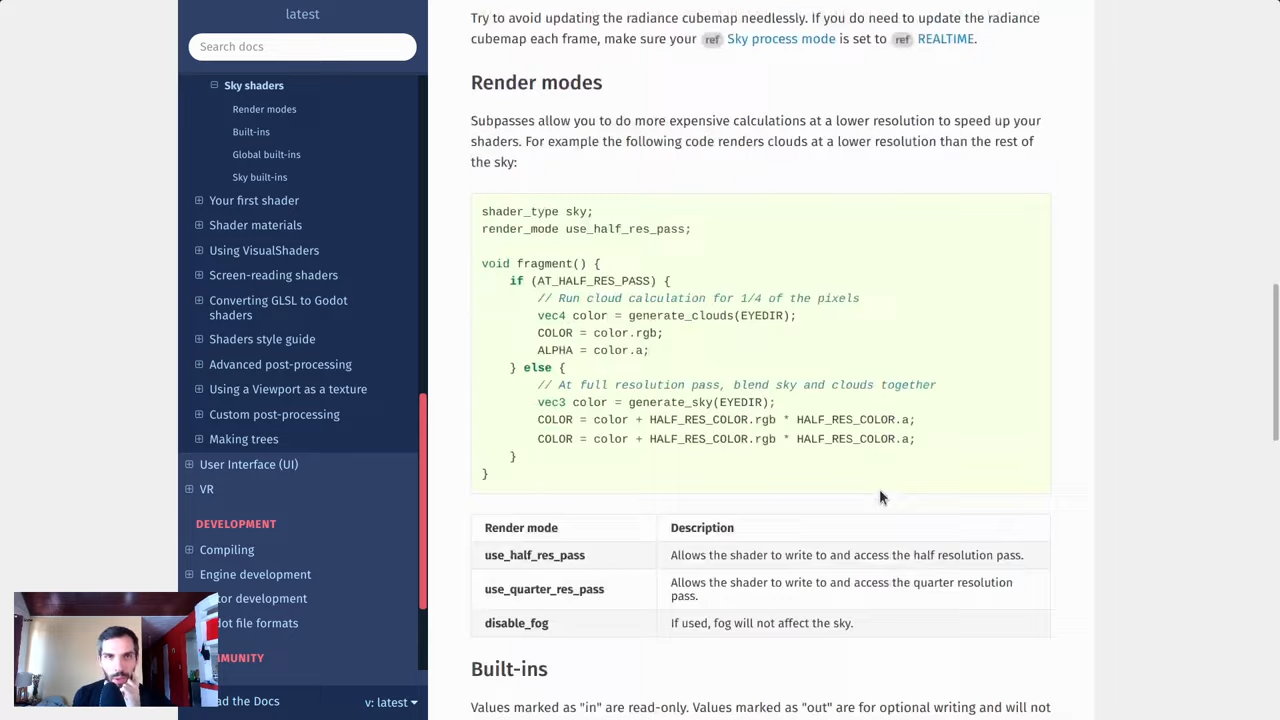 latest
Search docs
Sky shaders
Render modes
Built-ins
Global built-ins
Sky built-ins
Your first shader
Shader materials
Using VisualShaders
Screen-reading shaders
Converting GLSL to Godot
shaders
Shaders style guide
Advanced post-processing
Using a Viewport as a texture
Custom post-processing
Making trees
User Interface (UI)
VR
DEVELOPMENT
Compiling
Engine development
tor development
dot file formats
MUNITY
ad the Docs
v: latest
Try to avoid updating the radiance cubemap needlessly. If you do need to update the radiance
cubemap each frame, make sure your ref Sky process mode is set to ref REALTIME.
Render modes
Subpasses allow you to do more expensive calculations at a lower resolution to speed up your
shaders. For example the following code renders clouds at a lower resolution than the rest of
the sky:
shader_type sky;
render_mode use_half_res_pass;
void fragment() {
if (AT_HALF_RES_PASS) {
// Run cloud calculation for 1/4 of the pixels
vec4 color = generate_clouds(EYEDIR);
COLOR = color.rgb;
ALPHA = color.a;
} else {
// At full resolution pass, blend sky and clouds together
vec3 color = generate_sky(EYEDIR);
COLOR = color + HALF_RES_COLOR.rgb * HALF_RES_COLOR.a;
COLOR = color + HALF_RES_COLOR.rgb * HALF_RES_COLOR.a;
}
}
Render mode Description
use_half_res_pass Allows the shader to write to and access the half resolution pass.
use_quarter_res_pass Allows the shader to write to and access the quarter resolution
pass.
disable_fog If used, fog will not affect the sky.
Built-ins
Values marked as "in" are read-only. Values marked as "out" are for optional writing and will not